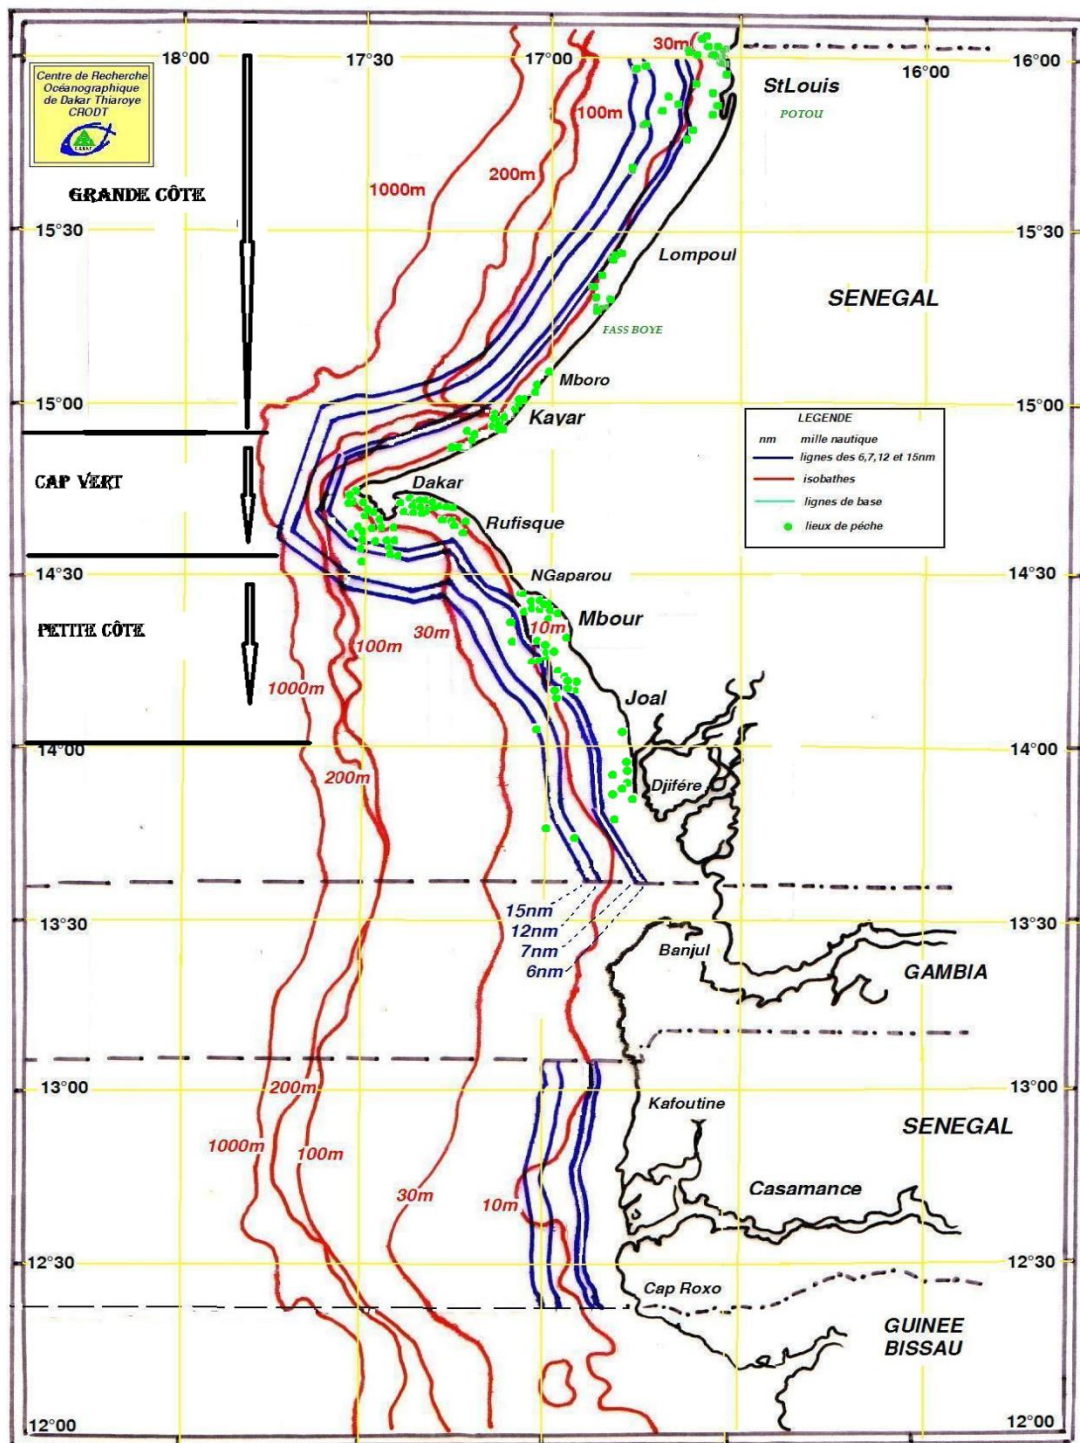 18°00
17°30
17°00
16°00
16°00
30m
Centre de Recherche
Océanographique
de Dakar Thiaroye
CRODT
StLouis
POTOU
100m
200m
1000m
GRANDE CÔTE
15°30
15°30
Lompoul
SENEGAL
FASS BOYE
Mboro
15°00
15°00
Kayar
LEGENDE
nm mille nautique
lignes des 6,7,12 et 15nm
isobathes
lignes de base
lieux de péche
CAP VERT
Dakar
Rufisque
14°30
14°30
NGaparou
Mbour
PETITE CÔTE
10m
30m
100m
1000m
Joal
14°00
14°00
200m
Djifére
15nm
12nm
7nm
6nm
13°30
13°30
Banjul
GAMBIA
13°00
13°00
200m
Kafoutine
SENEGAL
1000m
100m
30m
10m
Casamance
12°30
12°30
Cap Roxo
GUINEE
BISSAU
12°00
12°00